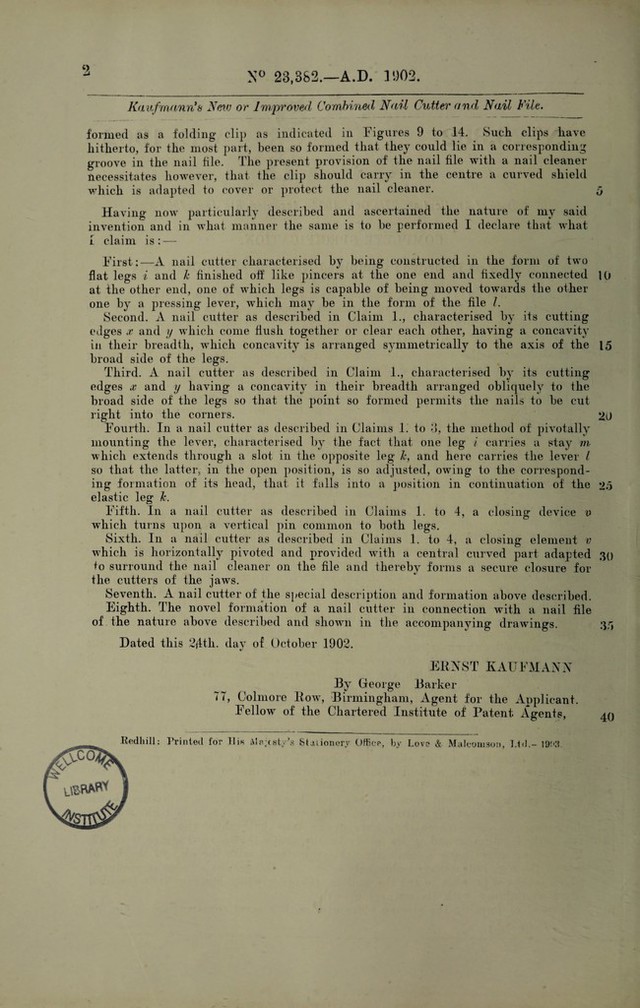 2
Nº 23,382.—A.D. 1902.
Kaufmann's New or Improved Combined Nail Cutter and Nail File.
formed as a folding clip as indicated in Figures 9 to 14. Such clips have
hitherto, for the most part, been so formed that they could lie in a corresponding
groove in the nail file. The present provision of the nail file with a nail cleaner
necessitates however, that the clip should carry in the centre a curved shield
which is adapted to cover or protect the nail cleaner. 5
Having now particularly described and ascertained the nature of my said
invention and in what manner the same is to be performed I declare that what
I claim is:—
First:—A nail cutter characterised by being constructed in the form of two
flat legs i and k finished off like pincers at the one end and fixedly connected 10
at the other end, one of which legs is capable of being moved towards the other
one by a pressing lever, which may be in the form of the file l.
Second. A nail cutter as described in Claim 1., characterised by its cutting
edges x and y which come flush together or clear each other, having a concavity
in their breadth, which concavity is arranged symmetrically to the axis of the 15
broad side of the legs.
Third. A nail cutter as described in Claim 1., characterised by its cutting
edges x and y having a concavity in their breadth arranged obliquely to the
broad side of the legs so that the point so formed permits the nails to be cut
right into the corners. 20
Fourth. In a nail cutter as described in Claims 1. to 3, the method of pivotally
mounting the lever, characterised by the fact that one leg i carries a stay m
which extends through a slot in the opposite leg k, and here carries the lever l
so that the latter, in the open position, is so adjusted, owing to the correspond-
ing formation of its head, that it falls into a position in continuation of the 25
elastic leg k.
Fifth. In a nail cutter as described in Claims 1. to 4, a closing device v
which turns upon a vertical pin common to both legs.
Sixth. In a nail cutter as described in Claims 1. to 4, a closing element v
which is horizontally pivoted and provided with a central curved part adapted 30
to surround the nail cleaner on the file and thereby forms a secure closure for
the cutters of the jaws.
Seventh. A nail cutter of the special description and formation above described.
Eighth. The novel formation of a nail cutter in connection with a nail file
of the nature above described and shown in the accompanying drawings. 35
Dated this 24th. day of October 1902.
ERNST KAUFMANN
By George Barker
77, Colmore Row, Birmingham, Agent for the Applicant.
Fellow of the Chartered Institute of Patent Agents, 40
Redhill: Printed for His Majesty's Stationery Office, by Love & Malcomson, Ltd.—1903.
WELLCOME
LIBRARY
INSTITUTE